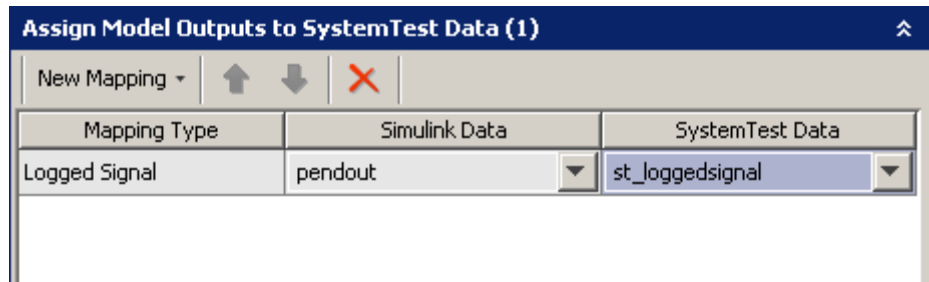 Assign Model Outputs to SystemTest Data (1)
New Mapping
Mapping Type Simulink Data SystemTest Data
Logged Signal pendout st_loggedsignal